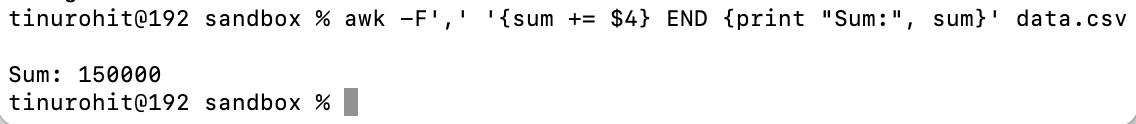 tinurohit@192 sandbox % awk -F',' '{sum += $4} END {print "Sum:", sum}' data.csv
Sum: 150000
tinurohit@192 sandbox %